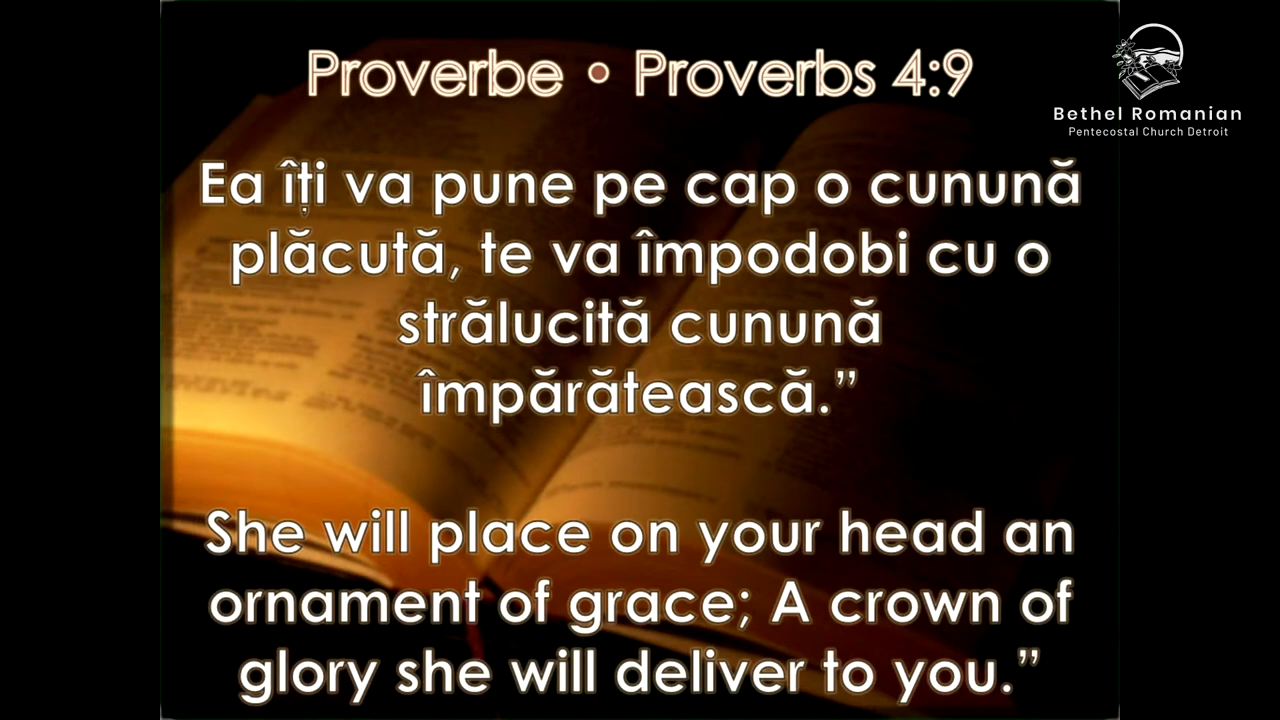 Proverbe • Proverbs 4:9
Bethel Romanian
Pentecostal Church Detroit
Ea îți va pune pe cap o cunună
plăcută, te va împodobi cu o
strălucită cunună
împărătească.”
She will place on your head an
ornament of grace; A crown of
glory she will deliver to you.”